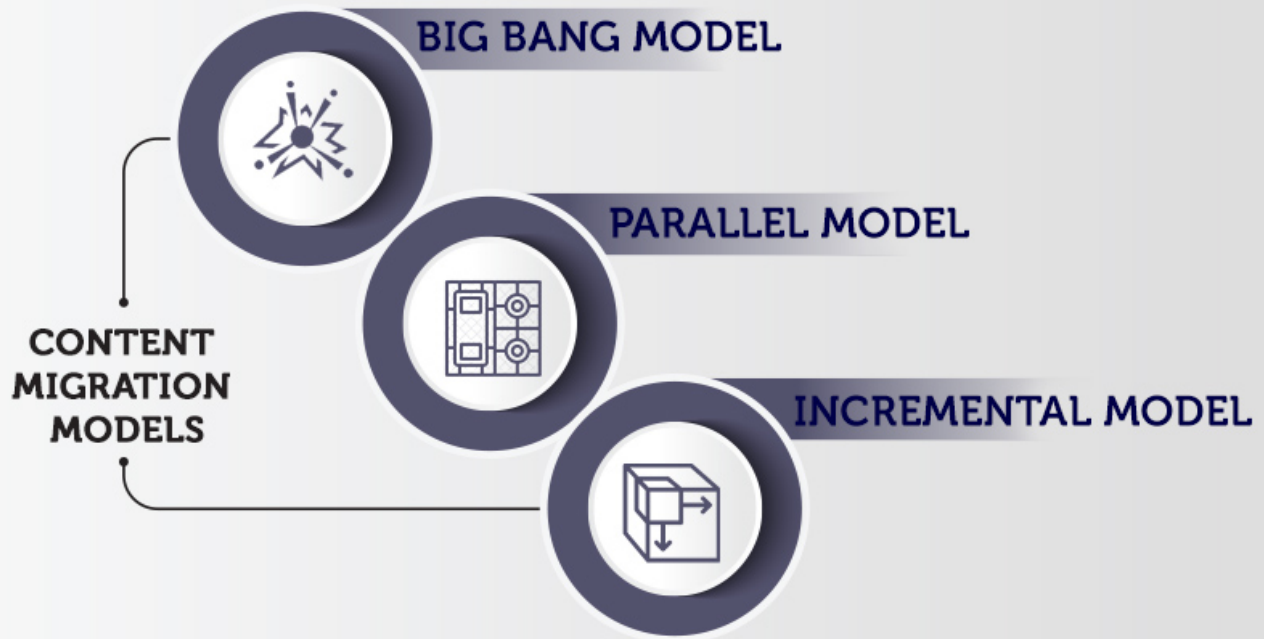 BIG BANG MODEL
PARALLEL MODEL
CONTENT
MIGRATION
MODELS
INCREMENTAL MODEL